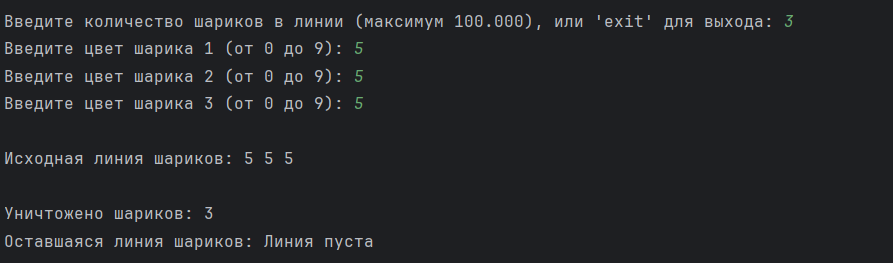 Введите количество шариков в линии (максимум 100.000), или 'exit' для выхода: 3
Введите цвет шарика 1 (от 0 до 9): 5
Введите цвет шарика 2 (от 0 до 9): 5
Введите цвет шарика 3 (от 0 до 9): 5
Исходная линия шариков: 5 5 5
Уничтожено шариков: 3
Оставшаяся линия шариков: Линия пуста